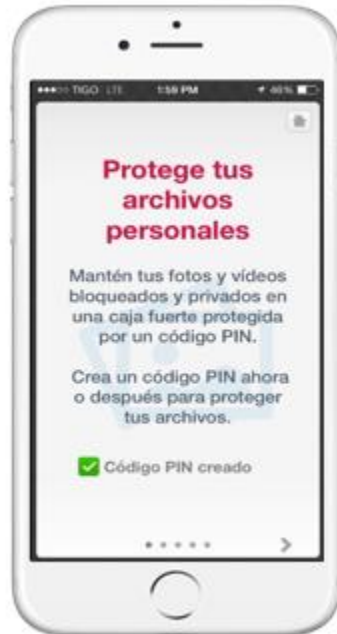 TIGO LTE 1:59 PM 46%
Protege tus
archivos
personales
Mantén tus fotos y vídeos
bloqueados y privados en
una caja fuerte protegida
por un código PIN.
Crea un código PIN ahora
o después para proteger
tus archivos.
Código PIN creado